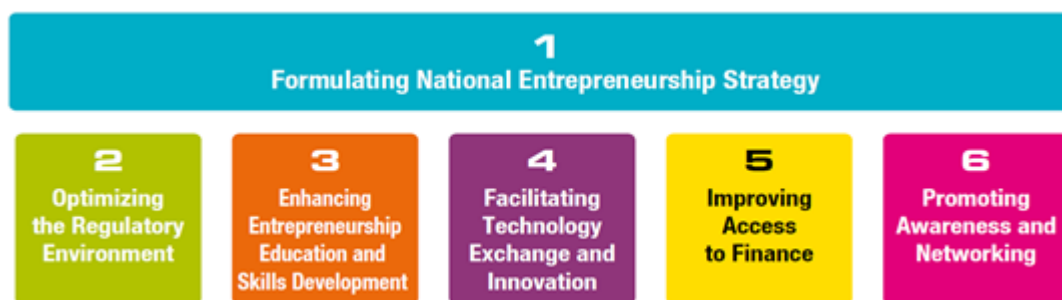 1
Formulating National Entrepreneurship Strategy
2
Optimizing
the Regulatory
Environment
3
Enhancing
Entrepreneurship
Education and
Skills Development
4
Facilitating
Technology
Exchange and
Innovation
5
Improving
Access
to Finance
6
Promoting
Awareness and
Networking